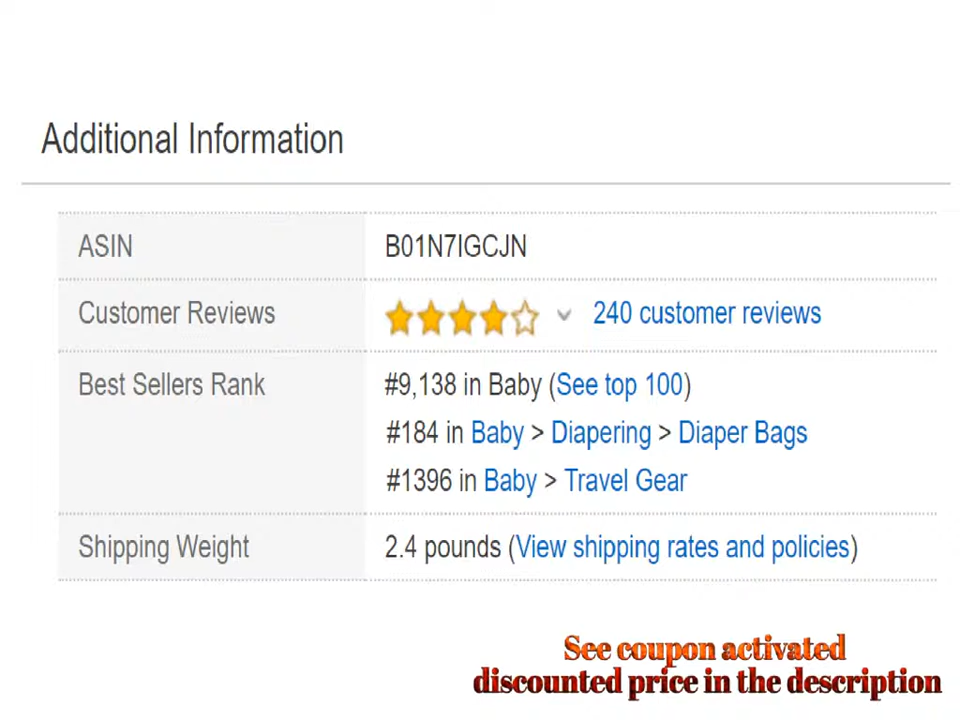 Additional Information
ASIN B01N7IGCJN
Customer Reviews 240 customer reviews
Best Sellers Rank #9,138 in Baby (See top 100)
#184 in Baby > Diapering > Diaper Bags
#1396 in Baby > Travel Gear
Shipping Weight 2.4 pounds (View shipping rates and policies)
See coupon activated
discounted price in the description